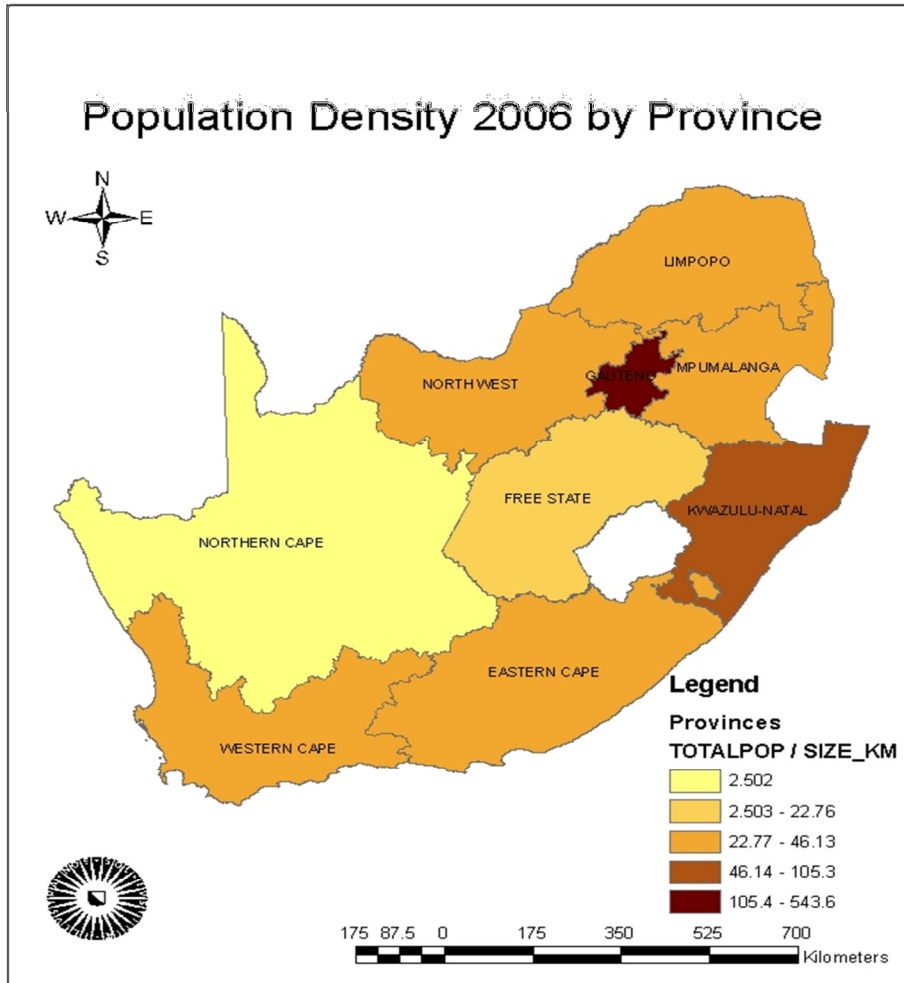 Population Density 2006 by Province
N
W E
S
LIMPOPO
NORTH WEST
GAUTENG
MPUMALANGA
FREE STATE
KWAZULU-NATAL
NORTHERN CAPE
EASTERN CAPE
WESTERN CAPE
Legend
Provinces
TOTALPOP / SIZE_KM
2.502
2.503 - 22.76
22.77 - 46.13
46.14 - 105.3
105.4 - 543.6
175 87.5 0 175 350 525 700
Kilometers